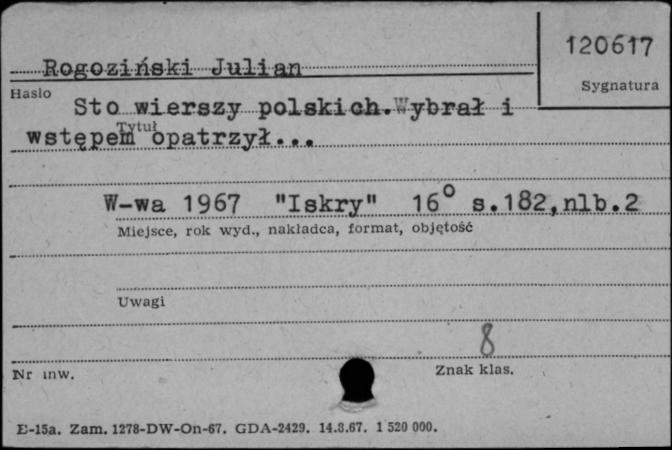 120617
Rogoziński Julian
Sygnatura
Hasło
Sto wierszy polskich. Wybrał i
Tytuł
wstępem opatrzył...
W-wa 1967 "Iskry" 16° s.182,nlb.2
Miejsce, rok wyd., nakładca, format, objętość
Uwagi
8
Nr inw.
Znak klas.
E-15a. Zam. 1278-DW-On-67. GDA-2429. 14.3.67. 1 520 000.